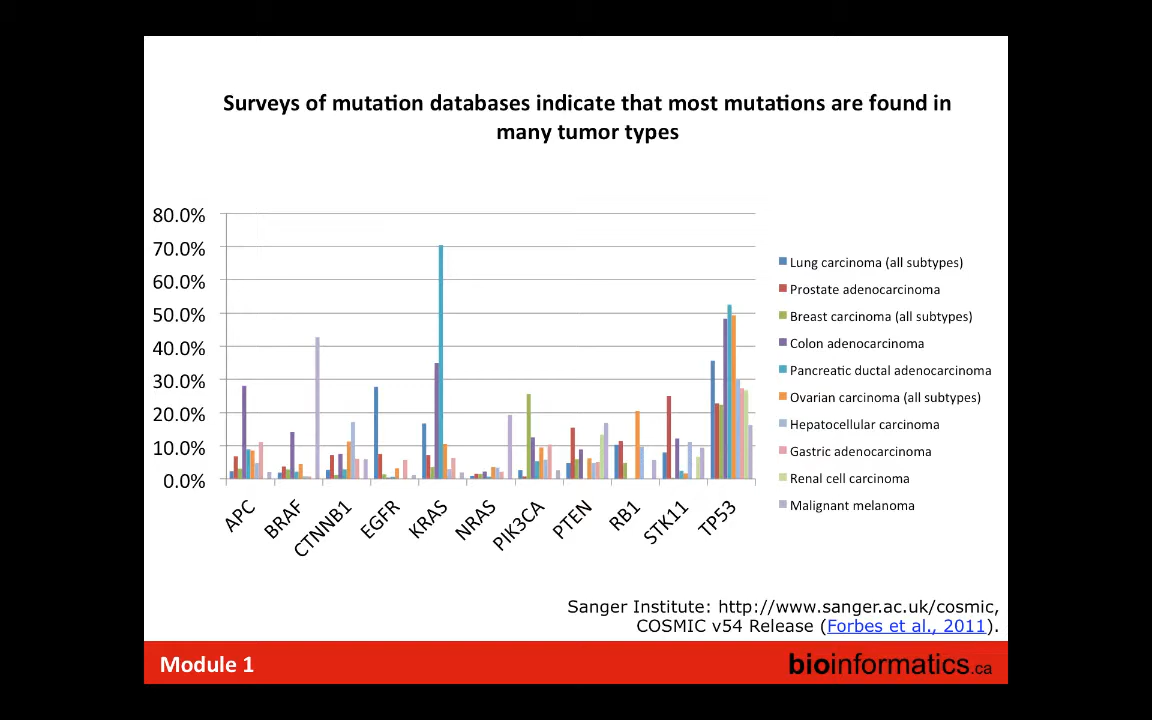 Surveys of mutation databases indicate that most mutations are found in
many tumor types
80.0%
70.0%
60.0%
50.0%
40.0%
30.0%
20.0%
10.0%
0.0%
APC
BRAF
CTNNB1
EGFR
KRAS
NRAS
PIK3CA
PTEN
RB1
STK11
TP53
Lung carcinoma (all subtypes)
Prostate adenocarcinoma
Breast carcinoma (all subtypes)
Colon adenocarcinoma
Pancreatic ductal adenocarcinoma
Ovarian carcinoma (all subtypes)
Hepatocellular carcinoma
Gastric adenocarcinoma
Renal cell carcinoma
Malignant melanoma
Sanger Institute: http://www.sanger.ac.uk/cosmic,
COSMIC v54 Release (Forbes et al., 2011).
Module 1
bioinformatics.ca